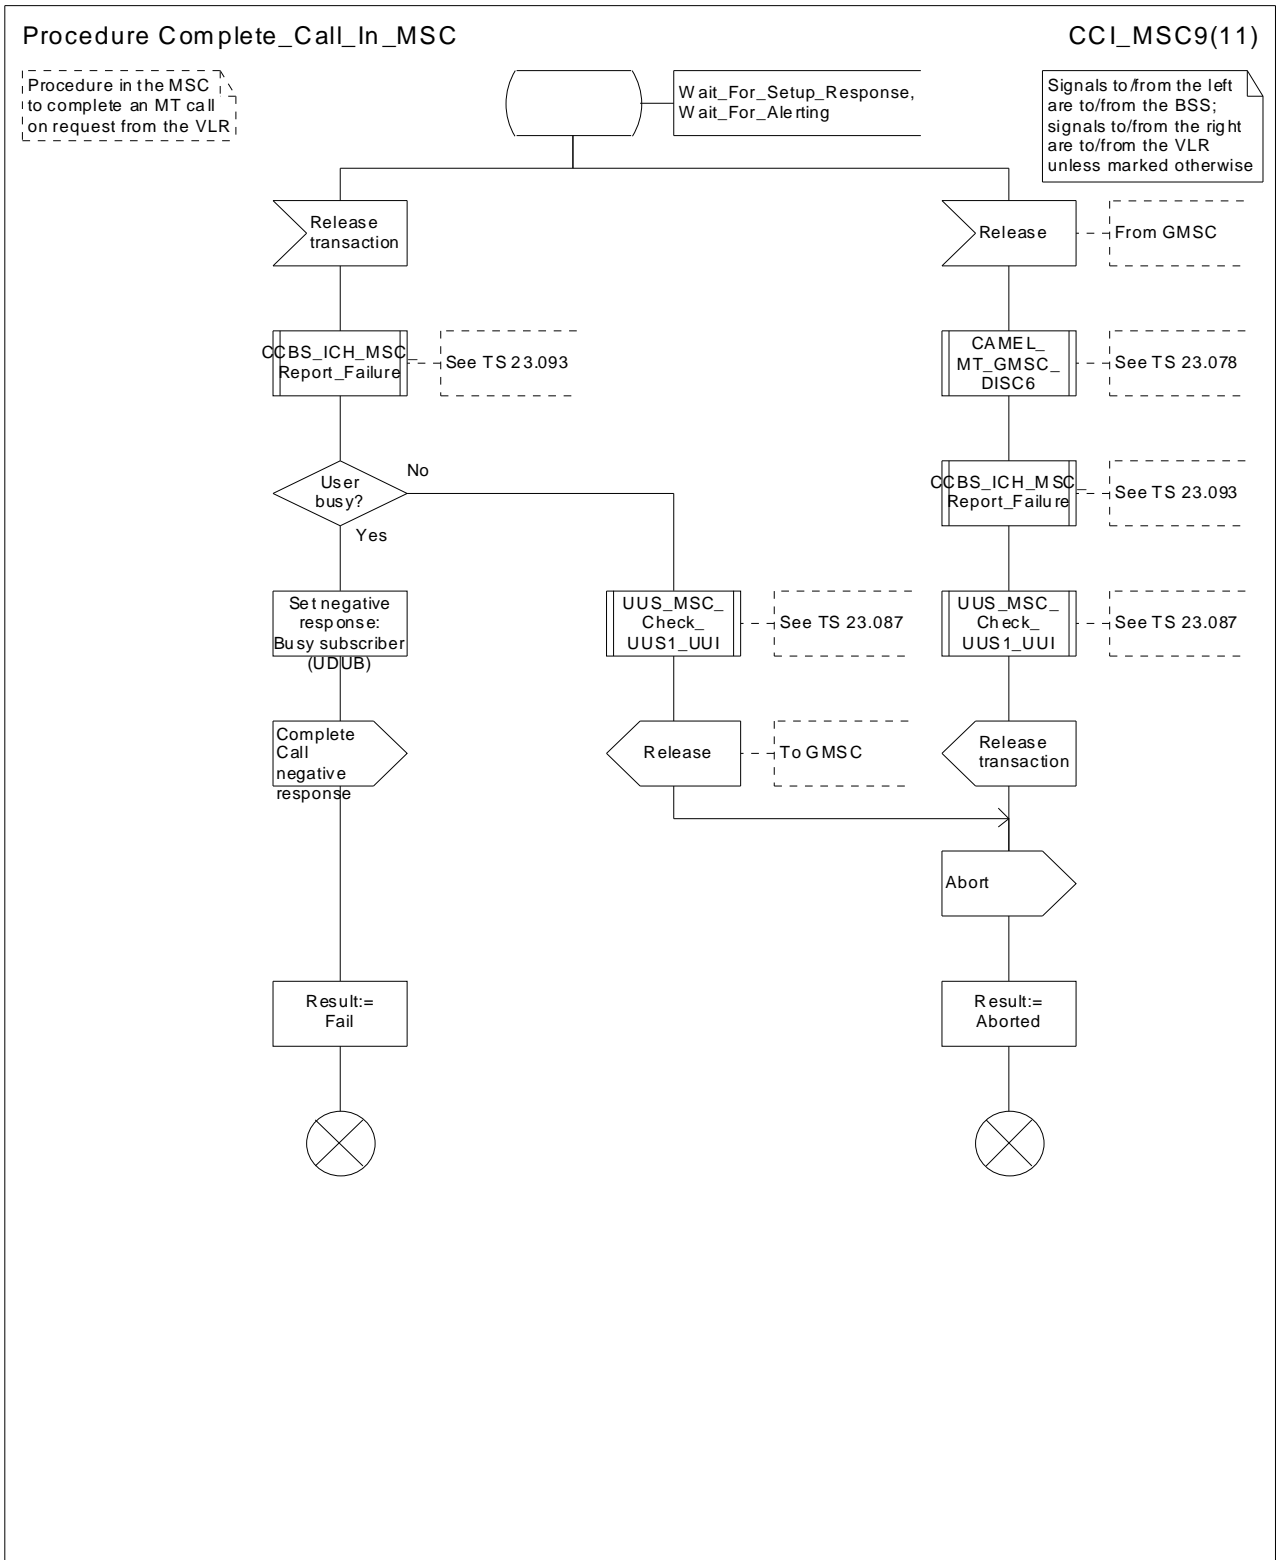 Procedure Complete_Call_In_MSC
CCI_MSC9(11)
Procedure in the MSC
to complete an MT call
on request from the VLR
Wait_For_Setup_Response,
Wait_For_Alerting
Signals to/from the left
are to/from the BSS;
signals to/from the right
are to/from the VLR
unless marked otherwise
Release
transaction
Release
From GMSC
CCBS_ICH_MSC_
Report_Failure
See TS 23.093
CAMEL_
MT_GMSC_
DISC6
See TS 23.078
User
busy?
No
Yes
CCBS_ICH_MSC_
Report_Failure
See TS 23.093
Set negative
response:
Busy subscriber
(UDUB)
UUS_MSC_
Check_
UUS1_UUI
See TS 23.087
UUS_MSC_
Check_
UUS1_UUI
See TS 23.087
Complete
Call
negative
response
Release
To GMSC
Release
transaction
Abort
Result:=
Fail
Result:=
Aborted